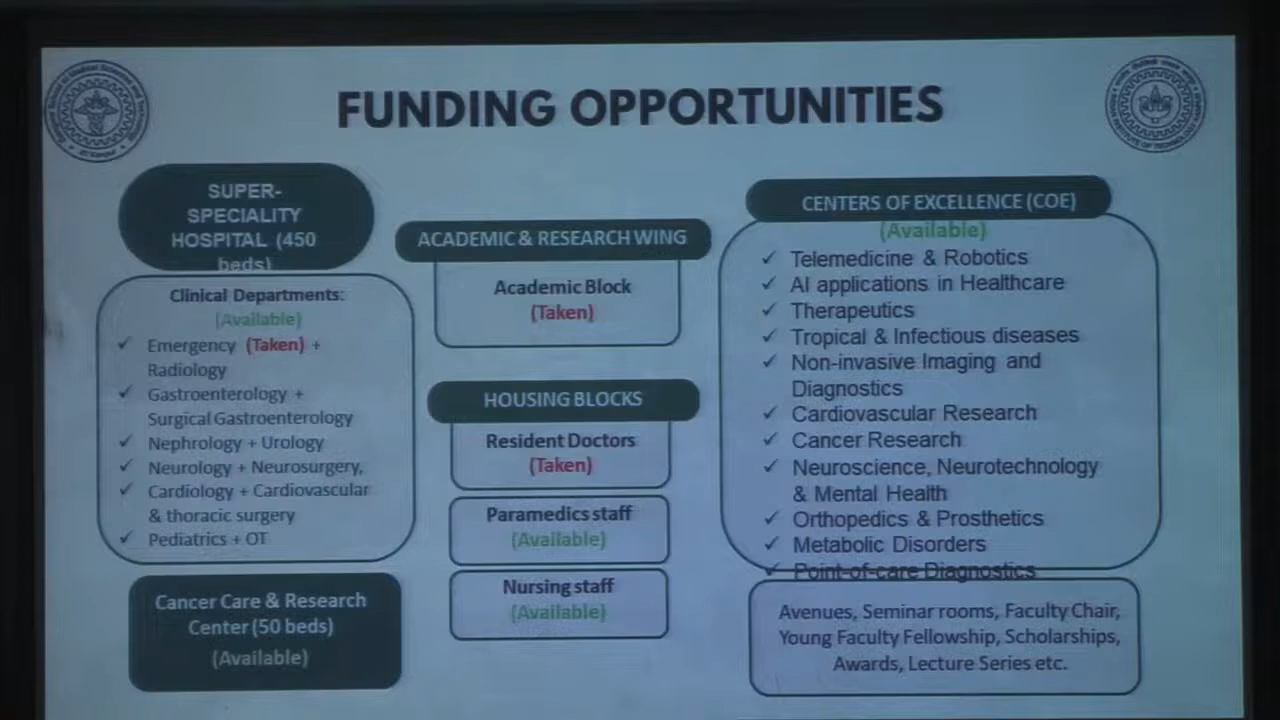 FUNDING OPPORTUNITIES
SUPER-
SPECIALITY
HOSPITAL (450
beds)
Clinical Departments:
(Available)
✓ Emergency (Taken) +
Radiology
✓ Gastroenterology +
Surgical Gastroenterology
✓ Nephrology + Urology
✓ Neurology + Neurosurgery,
✓ Cardiology + Cardiovascular
& thoracic surgery
✓ Pediatrics + OT
Cancer Care & Research
Center (50 beds)
(Available)
ACADEMIC & RESEARCH WING
Academic Block
(Taken)
HOUSING BLOCKS
Resident Doctors
(Taken)
Paramedics staff
(Available)
Nursing staff
(Available)
CENTERS OF EXCELLENCE (COE)
(Available)
✓ Telemedicine & Robotics
✓ AI applications in Healthcare
✓ Therapeutics
✓ Tropical & Infectious diseases
✓ Non-invasive Imaging and
Diagnostics
✓ Cardiovascular Research
✓ Cancer Research
✓ Neuroscience, Neurotechnology
& Mental Health
✓ Orthopedics & Prosthetics
✓ Metabolic Disorders
✓ Point-of-care Diagnostics
Avenues, Seminar rooms, Faculty Chair,
Young Faculty Fellowship, Scholarships,
Awards, Lecture Series etc.